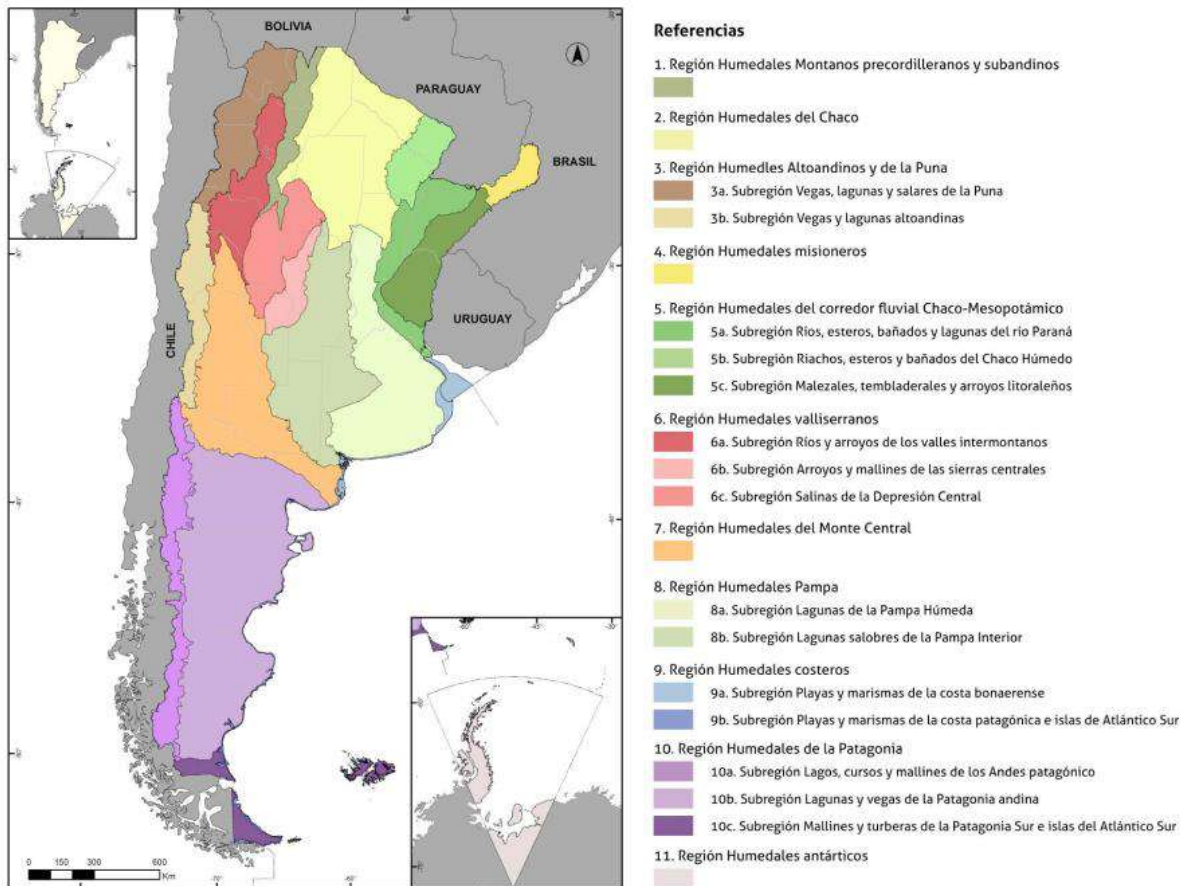 BOLIVIA
PARAGUAY
BRASIL
CHILE
URUGUAY
0 150 300 600
Km
Referencias
1. Región Humedales Montanos precordilleranos y subandinos
2. Región Humedales del Chaco
3. Región Humedles Altoandinos y de la Puna
3a. Subregión Vegas, lagunas y salares de la Puna
3b. Subregión Vegas y lagunas altoandinas
4. Región Humedales misioneros
5. Región Humedales del corredor fluvial Chaco-Mesopotámico
5a. Subregión Ríos, esteros, bañados y lagunas del río Paraná
5b. Subregión Riachos, esteros y bañados del Chaco Húmedo
5c. Subregión Malezales, tembladerales y arroyos litoraleños
6. Región Humedales valliserranos
6a. Subregión Ríos y arroyos de los valles intermontanos
6b. Subregión Arroyos y mallines de las sierras centrales
6c. Subregión Salinas de la Depresión Central
7. Región Humedales del Monte Central
8. Región Humedales Pampa
8a. Subregión Lagunas de la Pampa Húmeda
8b. Subregión Lagunas salobres de la Pampa Interior
9. Región Humedales costeros
9a. Subregión Playas y marismas de la costa bonaerense
9b. Subregión Playas y marismas de la costa patagónica e islas de Atlántico Sur
10. Región Humedales de la Patagonia
10a. Subregión Lagos, cursos y mallines de los Andes patagónico
10b. Subregión Lagunas y vegas de la Patagonia andina
10c. Subregión Mallines y turberas de la Patagonia Sur e islas del Atlántico Sur
11. Región Humedales antárticos